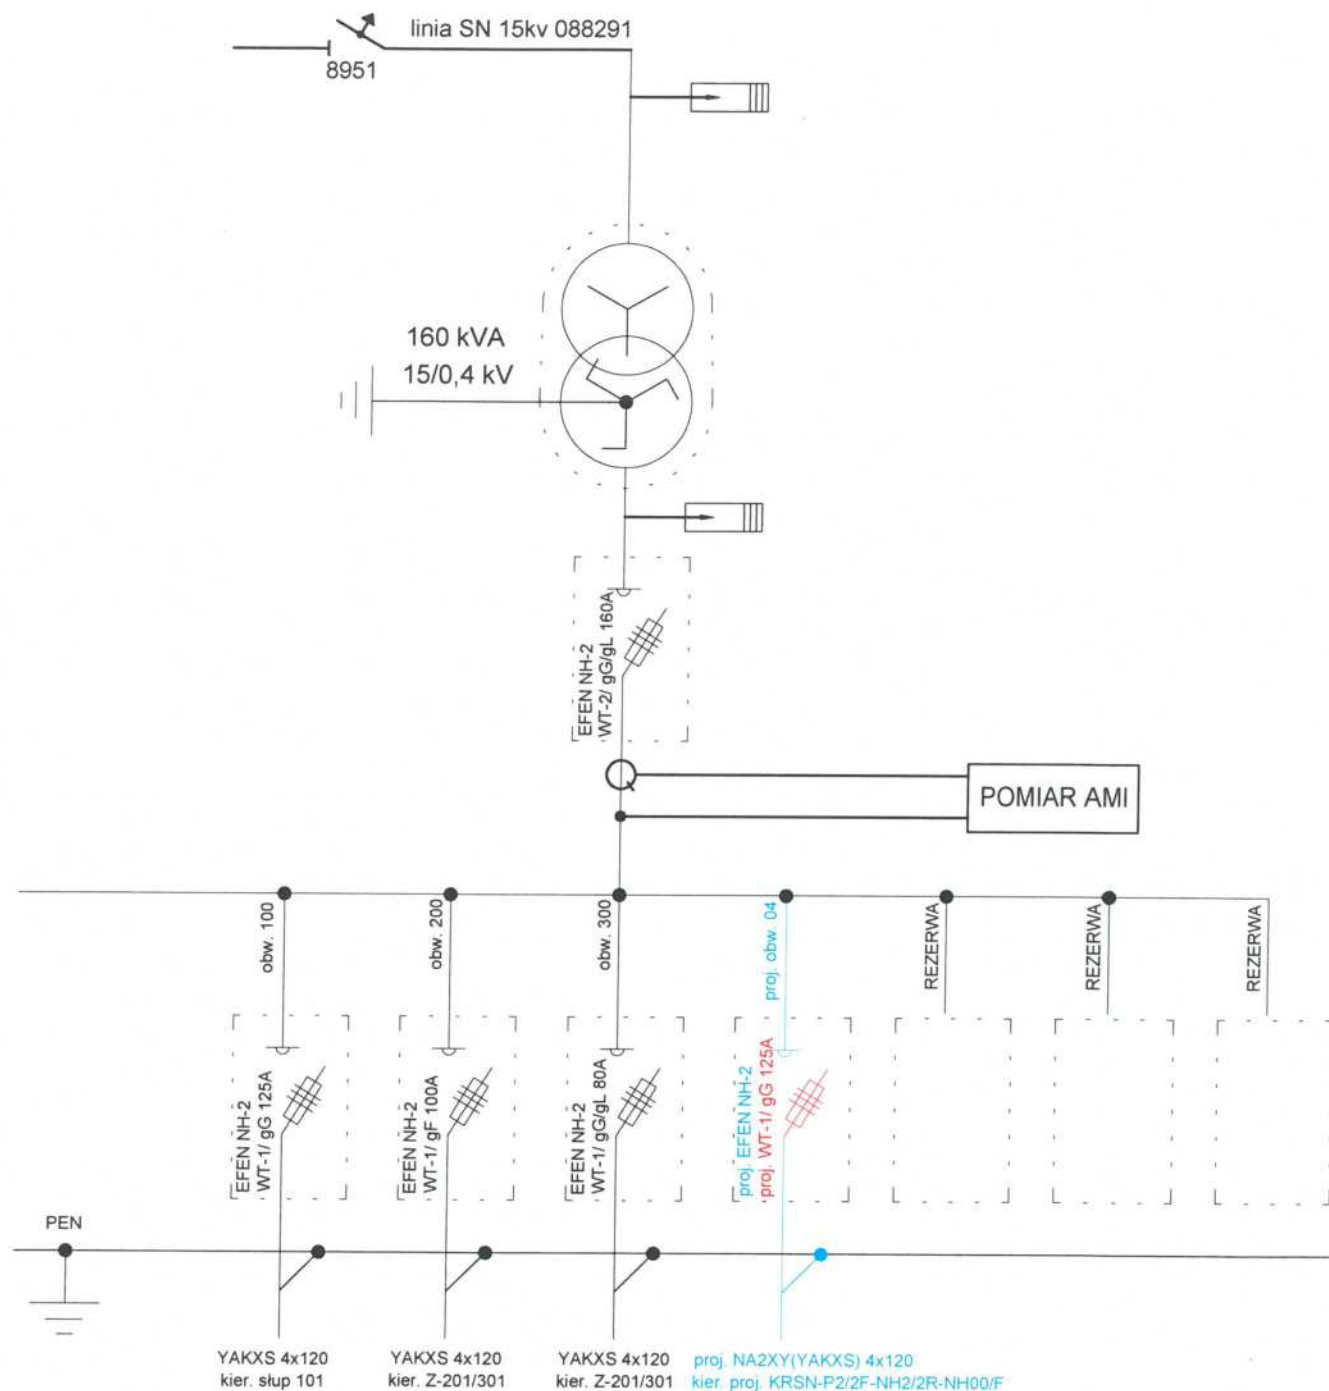 linia SN 15kv 088291
8951
160 kVA
15/0,4 kV
EFEN NH-2
WT-2/ gG/gL 160A
POMIAR AMI
obw. 100
obw. 200
obw. 300
proj. obw. 04
REZERWA
REZERWA
REZERWA
EFEN NH-2
WT-1/ gG 125A
EFEN NH-2
WT-1/ gF 100A
EFEN NH-2
WT-1/ gG/gL 80A
proj. EFEN NH-2
proj. WT-1/ gG 125A
PEN
YAKXS 4x120
kier. słup 101
YAKXS 4x120
kier. Z-201/301
YAKXS 4x120
kier. Z-201/301
proj. NA2XY(YAKXS) 4x120
kier. proj. KRSN-P2/2F-NH2/2R-NH00/F